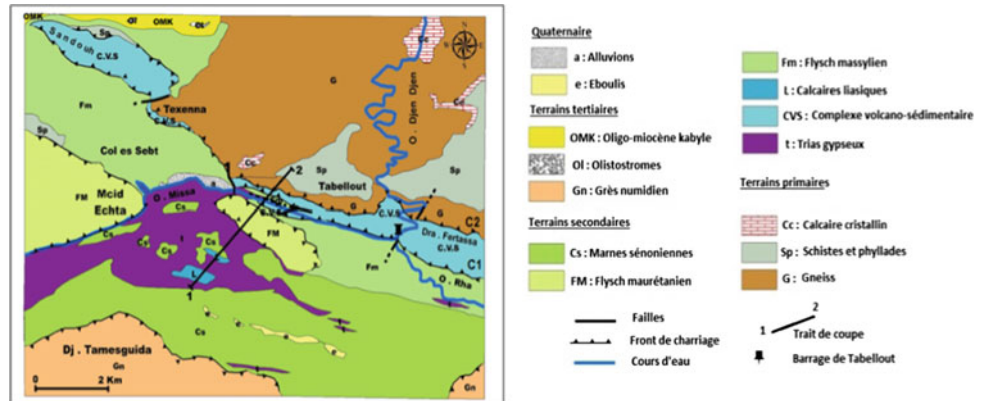 OMK
OMK
Ol
Ol
Sp
Sandouh
C.V.S
Cc
G
O . Djen Djen
Fm
Texenna
C.V.S
G
Cc
Sp
Col es Sebt
Cc
Sp
Sp
2
Tabellout
Mcid
Echta
FM
O . Missa
a
G
G
C2
C.V.S
C.V.S
Dra. Fertassa
C.V.S
Cs
Cs
Cs
t
Cs
FM
Fm
C1
L
O . Rha
1
Cs
e
e
e
e
Dj . Tamesguida
Gn
Gn
0 2 Km
Quaternaire
a : Alluvions
e : Eboulis
Terrains tertiaires
OMK : Oligo-miocène kabyle
Ol : Olistostromes
Gn : Grès numidien
Terrains secondaires
Cs : Marnes sénoniennes
FM : Flysch maurétanien
Failles
Front de charriage
Cours d'eau
Fm : Flysch massylien
L : Calcaires liasiques
CVS : Complexe volcano-sédimentaire
t : Trias gypseux
Terrains primaires
Cc : Calcaire cristallin
Sp : Schistes et phyllades
G : Gneiss
1 2
Trait de coupe
Barrage de Tabellout